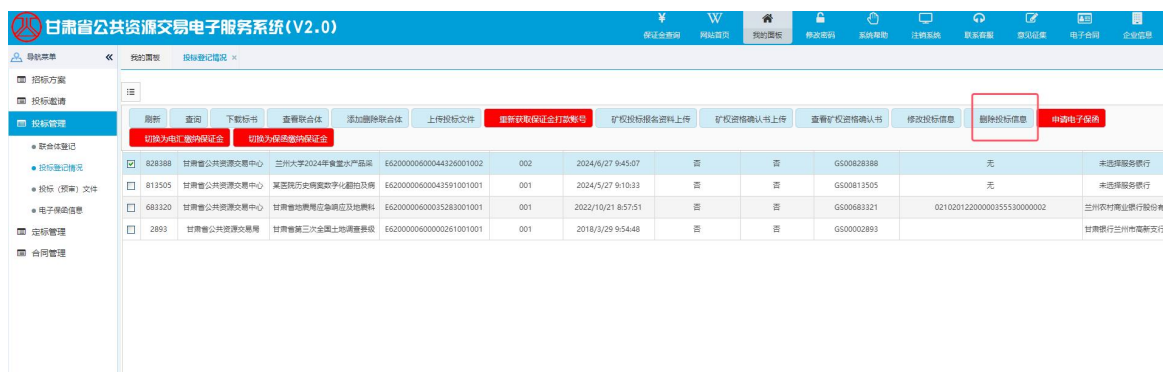 甘肃省公共资源交易电子服务系统(V2.0)
保证金查询 网站首页 我的面板 修改密码 系统帮助 注销系统 联系客服 意见征集 电子合同 企业信息
导航菜单 « 我的面板 投标登记情况 ×
招标方案
投标邀请
投标管理
联合体登记
投标登记情况
投标（预审）文件
电子保函信息
定标管理
合同管理
刷新 查询 下载标书 查看联合体 添加删除联合体 上传投标文件 重新获取保证金打款账号 矿权投标报名资料上传 矿权资格确认书上传 查看矿权资格确认书 修改投标信息 删除投标信息 申请电子保函
切换为电汇缴纳保证金 切换为保函缴纳保证金
828388 甘肃省公共资源交易中心 兰州大学2024年食堂水产品采 E6200000600044326001002 002 2024/6/27 9:45:07 否 否 GS00828388 无 未选择服务银行
813505 甘肃省公共资源交易中心 某医院历史病案数字化翻拍及病 E6200000600043591001001 001 2024/5/27 9:10:33 否 否 GS00813505 无 未选择服务银行
683320 甘肃省公共资源交易中心 甘肃省地震局应急响应及地震科 E6200000600035283001001 001 2022/10/21 8:57:51 否 否 GS00683321 02102012200000355530000002 兰州农村商业银行股份有
2893 甘肃省公共资源交易局 甘肃省第三次全国土地调查县级 E6200000600000261001001 001 2018/3/29 9:54:48 否 否 GS00002893 甘肃银行兰州市高新支行